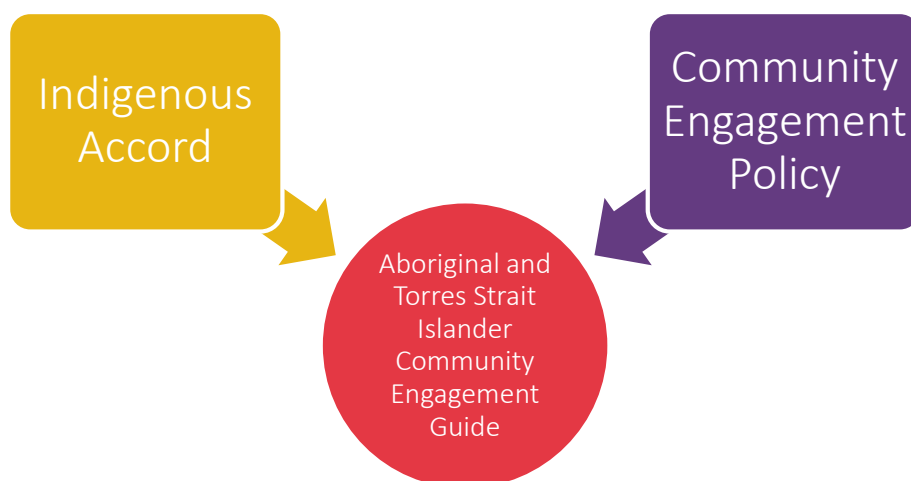 Indigenous
Accord
Community
Engagement
Policy
Aboriginal and
Torres Strait
Islander
Community
Engagement
Guide